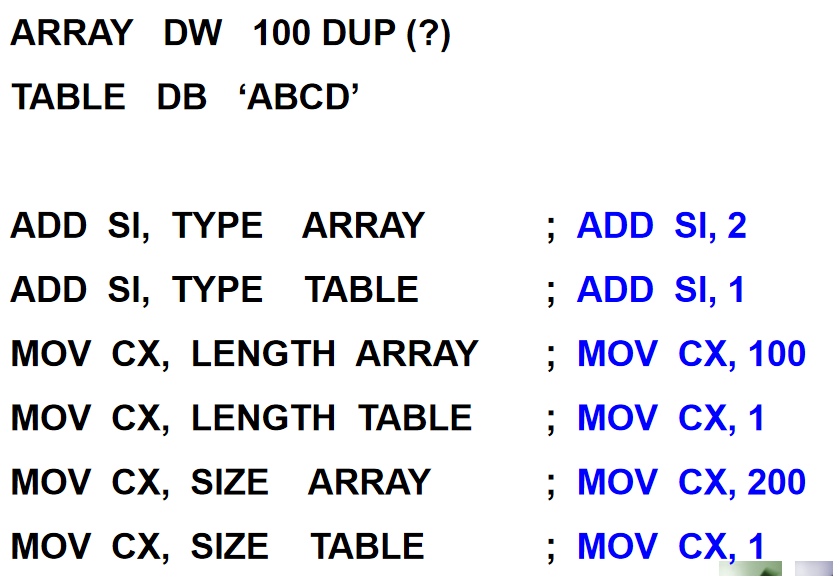 ARRAY DW 100 DUP (?)
TABLE DB ‘ABCD’
ADD SI, TYPE ARRAY ; ADD SI, 2
ADD SI, TYPE TABLE ; ADD SI, 1
MOV CX, LENGTH ARRAY ; MOV CX, 100
MOV CX, LENGTH TABLE ; MOV CX, 1
MOV CX, SIZE ARRAY ; MOV CX, 200
MOV CX, SIZE TABLE ; MOV CX, 1